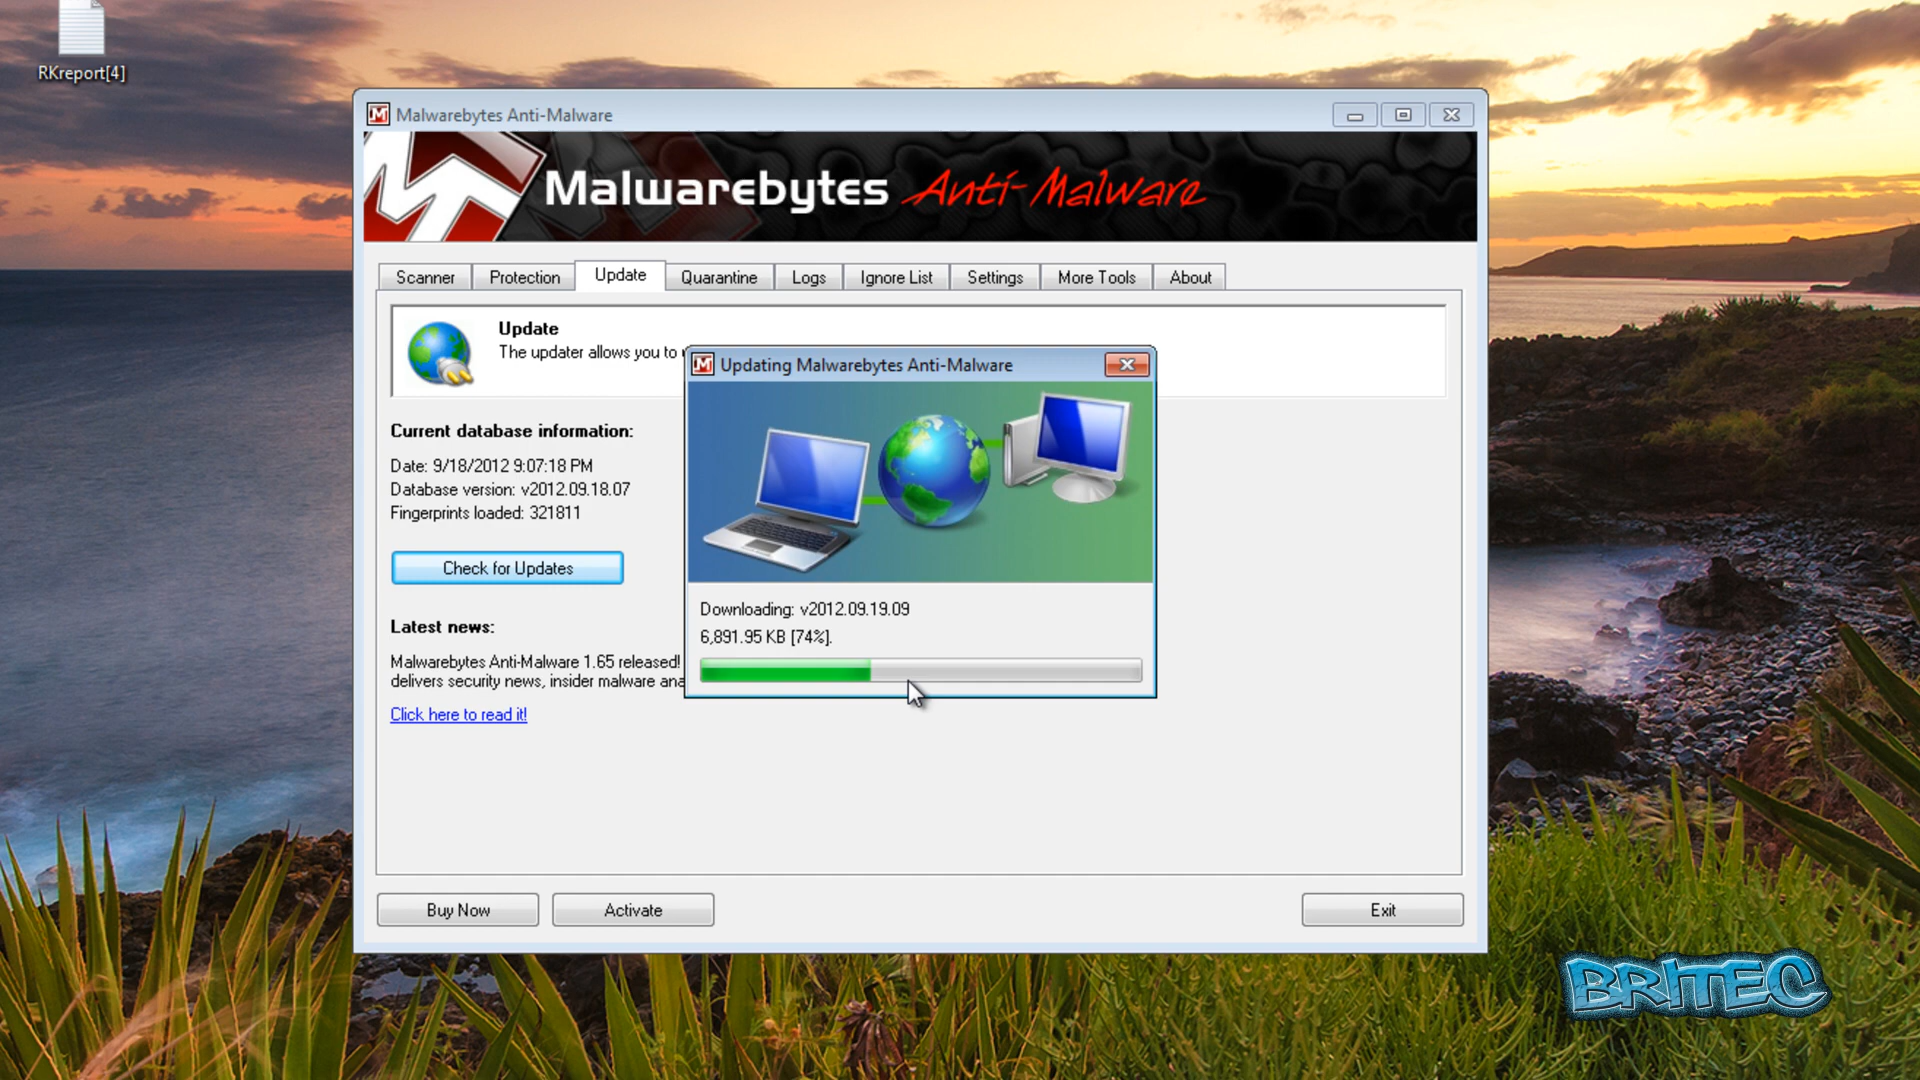 RKreport[4]
Malwarebytes Anti-Malware
Malwarebytes Anti-Malware
Scanner
Protection
Update
Quarantine
Logs
Ignore List
Settings
More Tools
About
Update
The updater allows you to
Updating Malwarebytes Anti-Malware
Current database information:
Date: 9/18/2012 9:07:18 PM
Database version: v2012.09.18.07
Fingerprints loaded: 321811
Check for Updates
Downloading: v2012.09.19.09
6,891.95 KB [74%].
Latest news:
Malwarebytes Anti-Malware 1.65 released!
delivers security news, insider malware
Click here to read it!
Buy Now
Activate
Exit
BRITEC